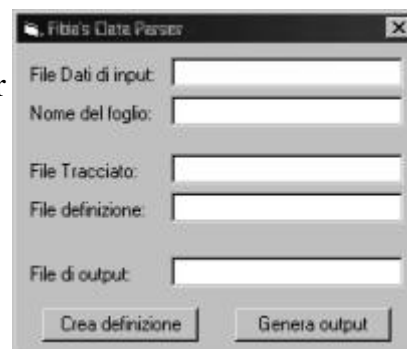 Fibia's Data Parser
File Dati di input:
r
Nome del foglio:
File Tracciato:
File definizione:
File di output:
Crea definizione Genera output